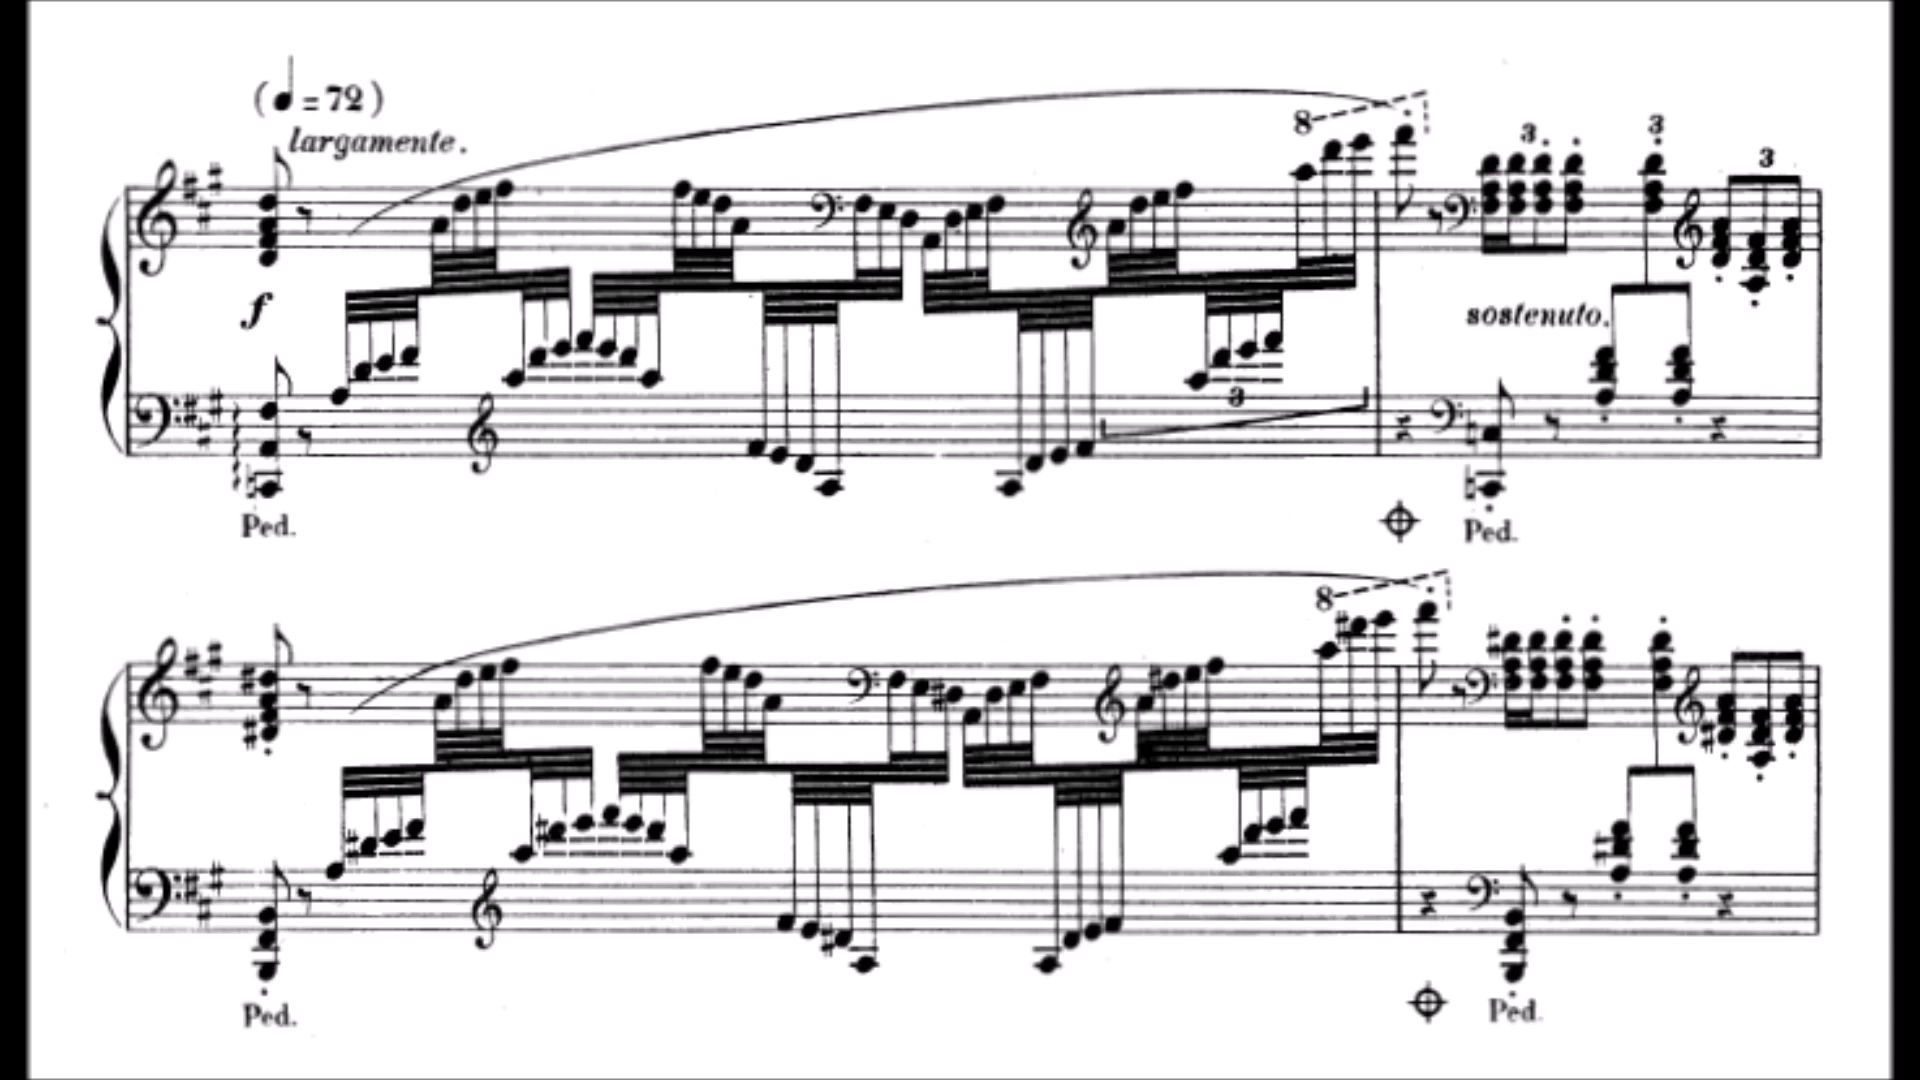 (♩ = 72)
largamente.
8
3 3
3
f
sostenuto.
3
Ped. Ped.
8
Ped. Ped.